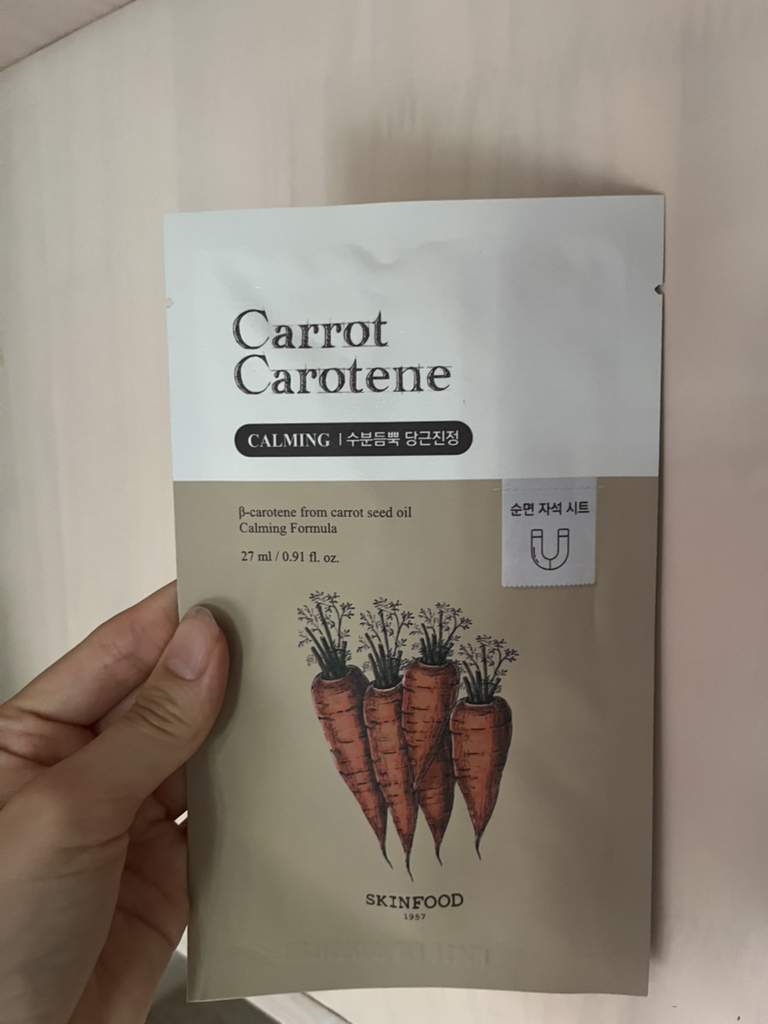 Carrot
Carotene
CALMING | 수분듬뿍 당근진정
β-carotene from carrot seed oil
Calming Formula
27 ml / 0.91 fl. oz.
순면 자석 시트
SKINFOOD
1957